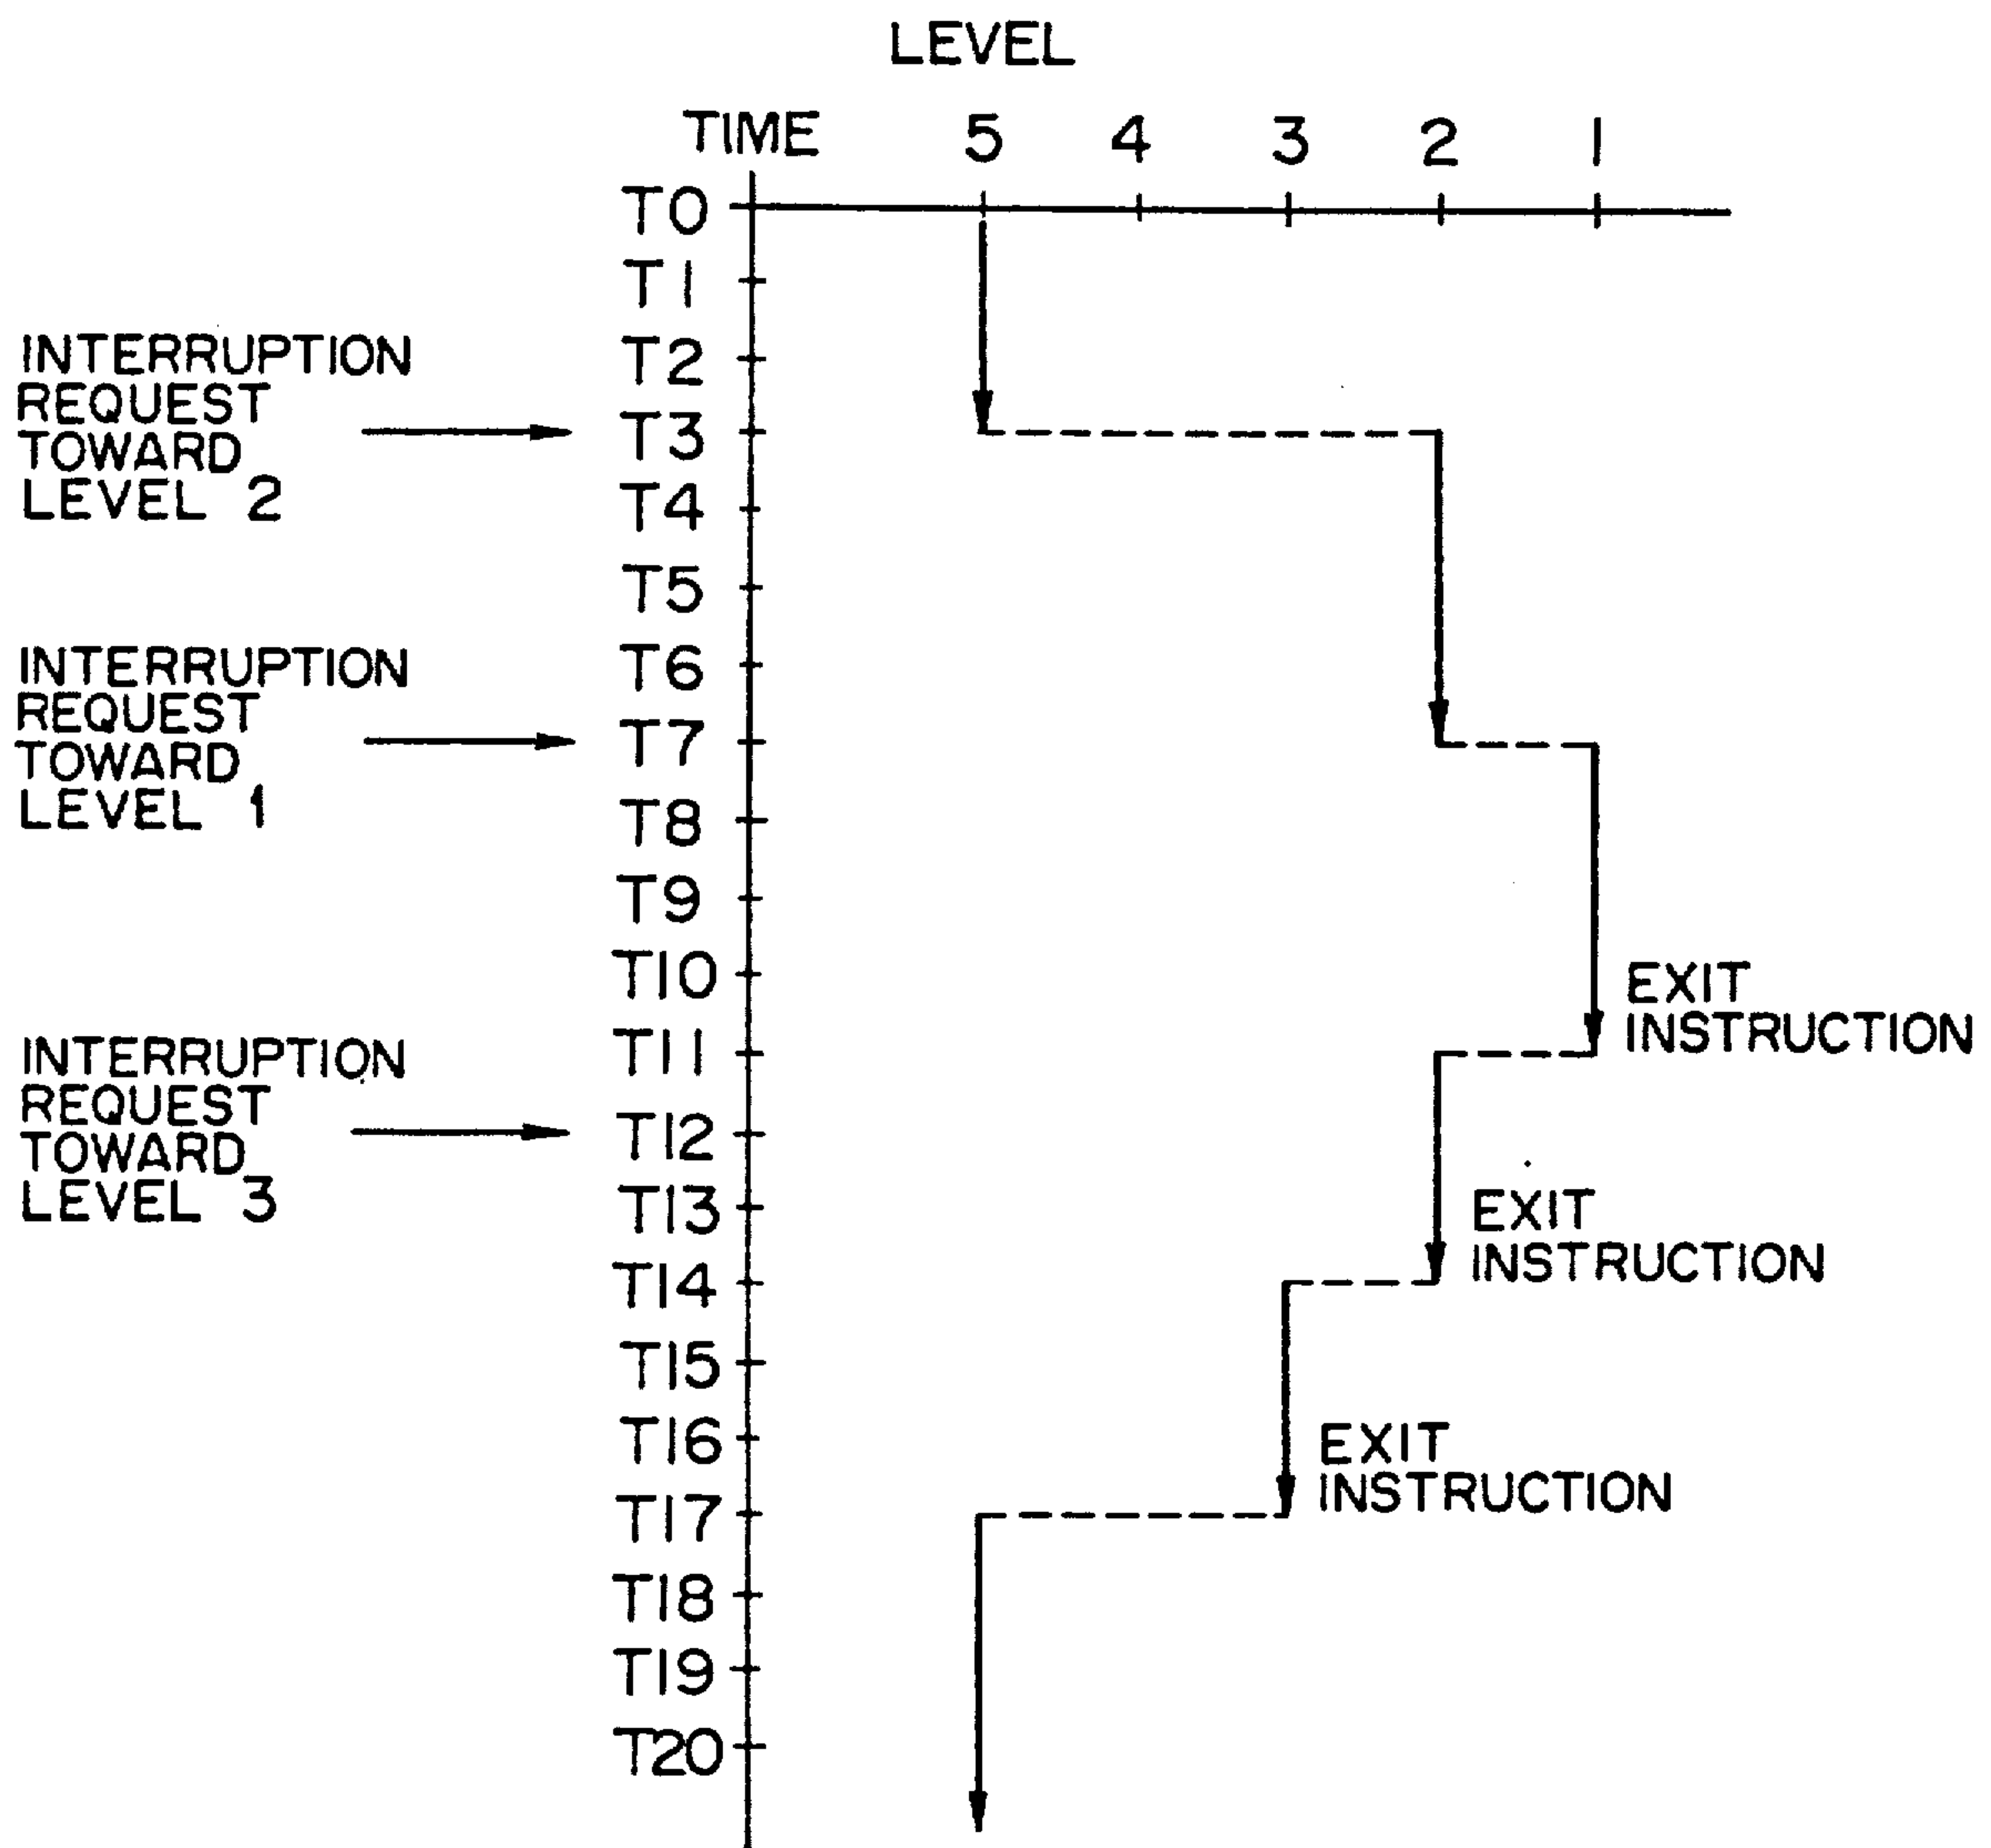 LEVEL
TIME 5 4 3 2 1
T0
T1
INTERRUPTION
REQUEST
TOWARD
LEVEL 2
T2
T3
T4
T5
INTERRUPTION
REQUEST
TOWARD
LEVEL 1
T6
T7
T8
T9
T10
EXIT
INSTRUCTION
INTERRUPTION
REQUEST
TOWARD
LEVEL 3
T11
T12
T13
EXIT
INSTRUCTION
T14
T15
T16
EXIT
INSTRUCTION
T17
T18
T19
T20